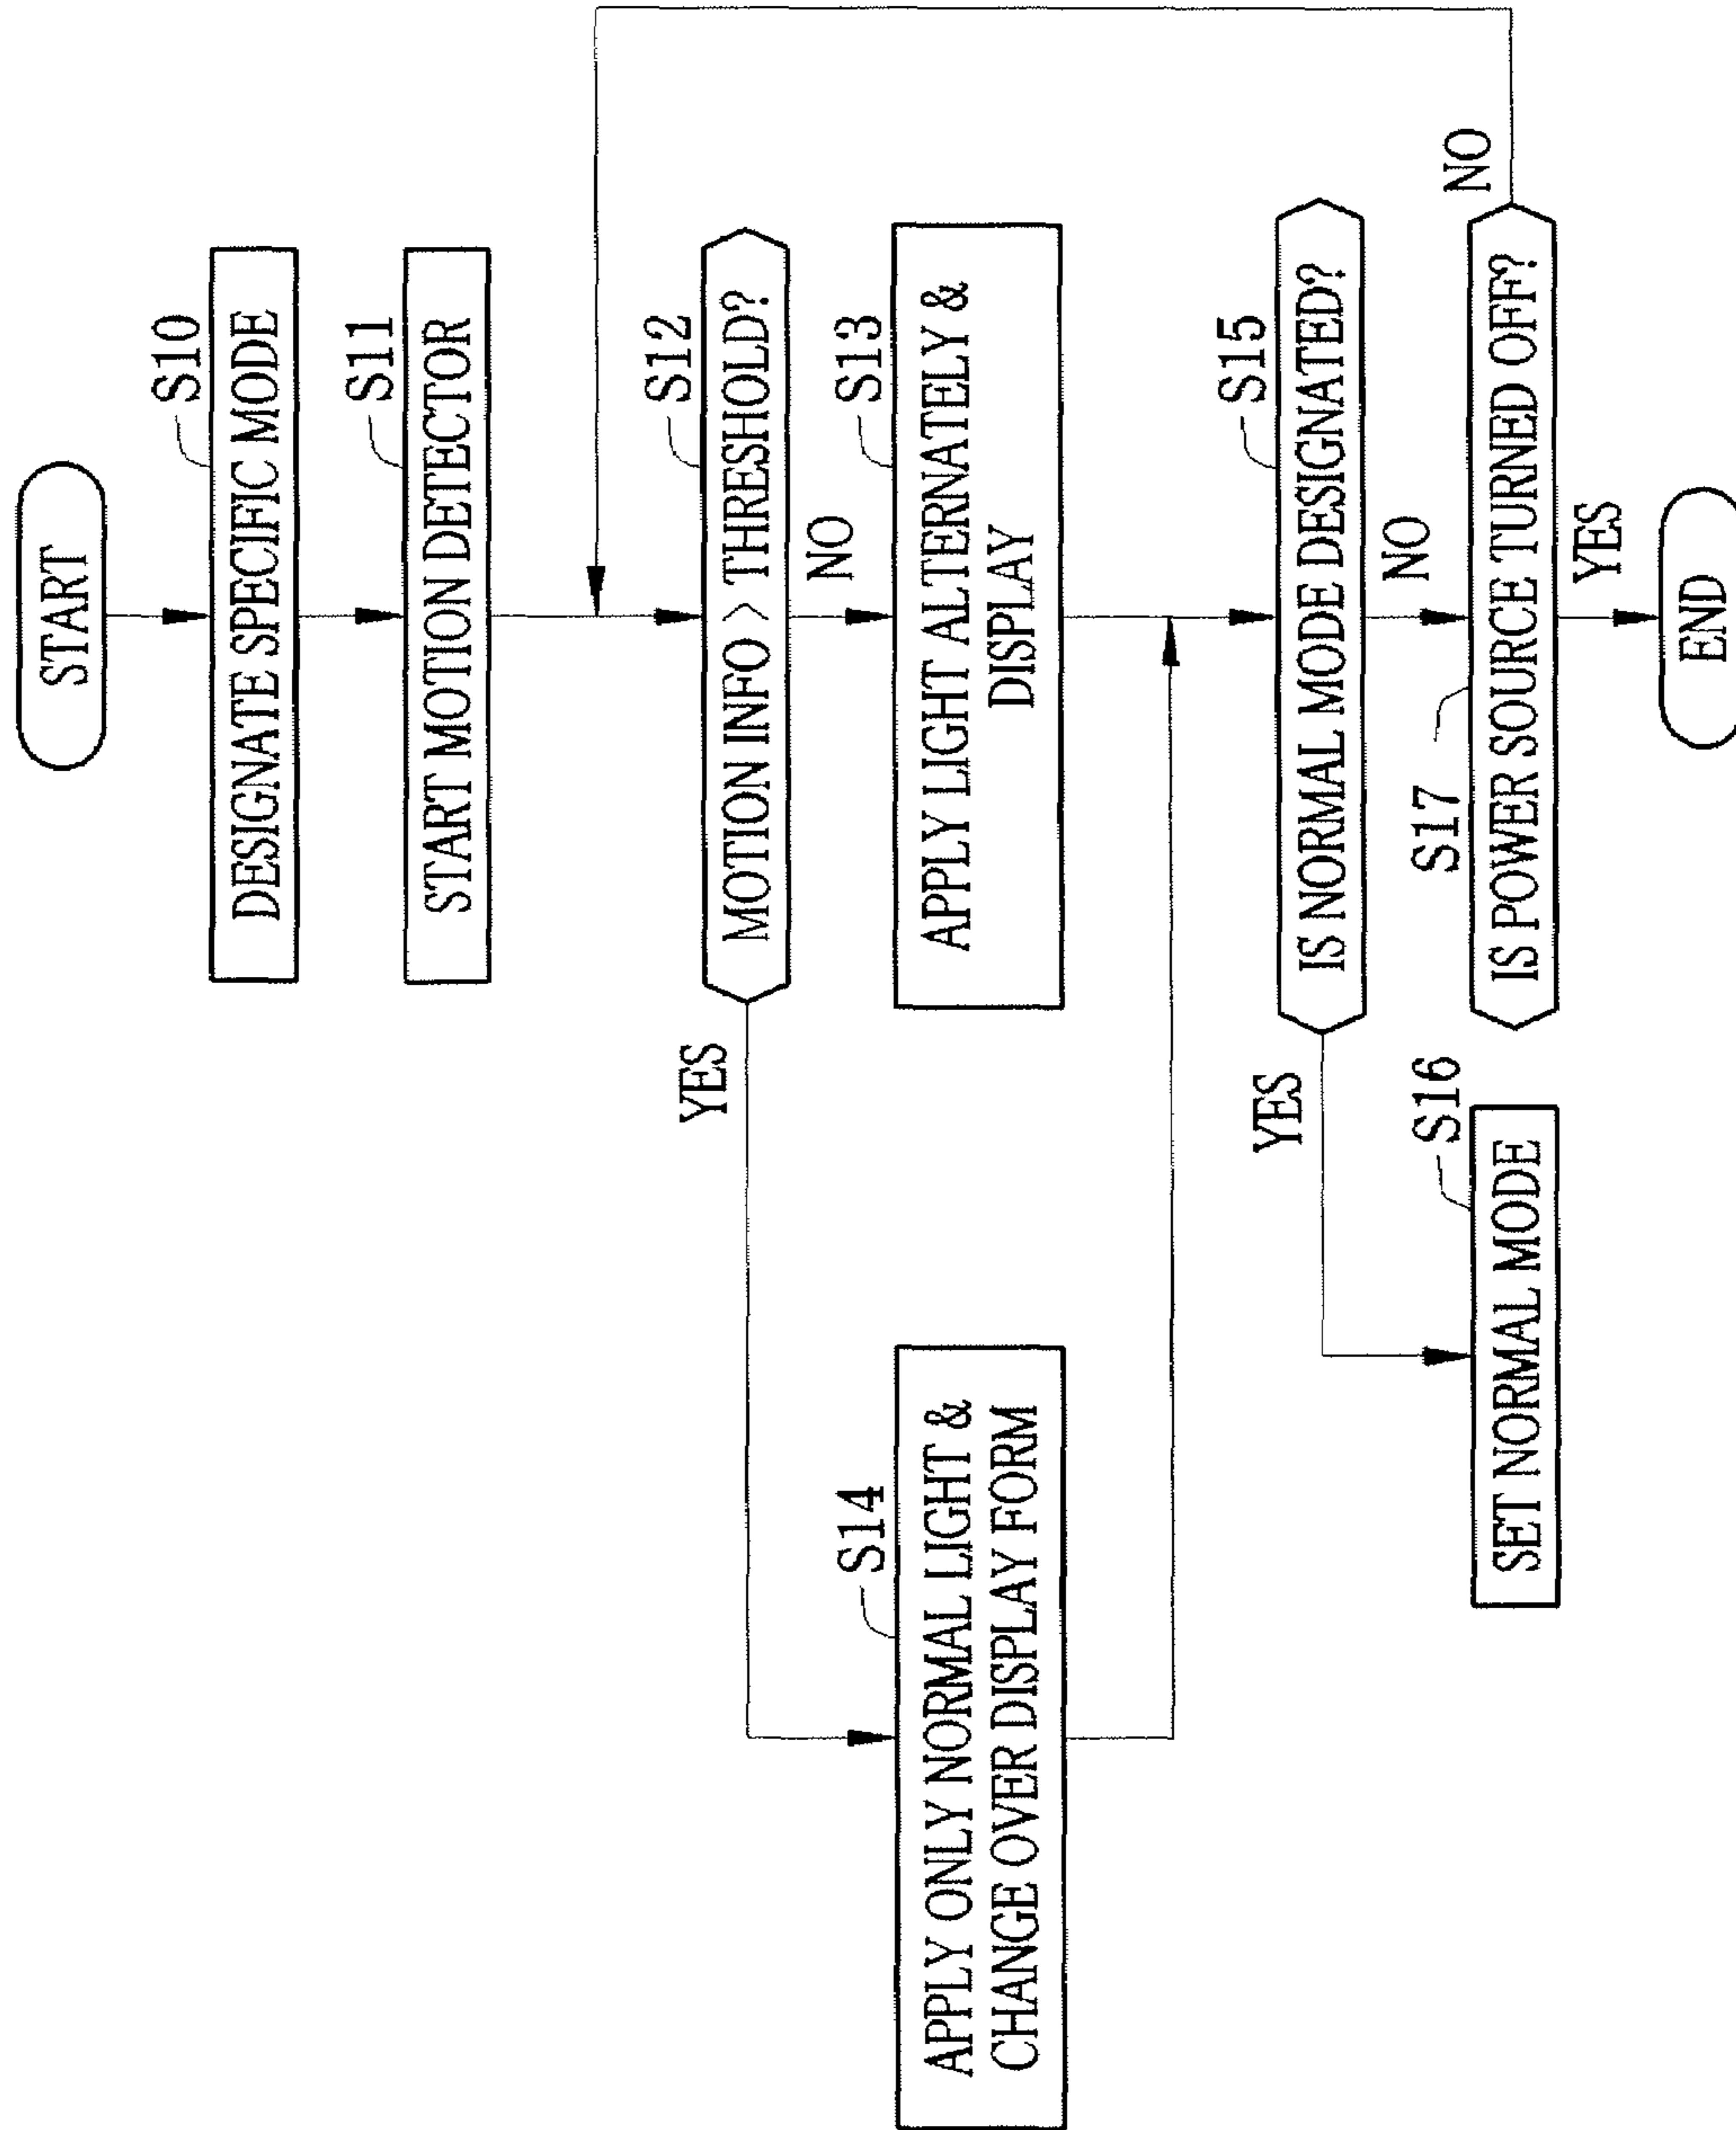 START
S10
DESIGNATE SPECIFIC MODE
S11
START MOTION DETECTOR
S12
MOTION INFO > THRESHOLD?
YES
NO
S13
APPLY LIGHT ALTERNATELY &
DISPLAY
S14
APPLY ONLY NORMAL LIGHT &
CHANGE OVER DISPLAY FORM
S15
IS NORMAL MODE DESIGNATED?
YES
NO
S16
SET NORMAL MODE
S17
IS POWER SOURCE TURNED OFF?
NO
YES
END